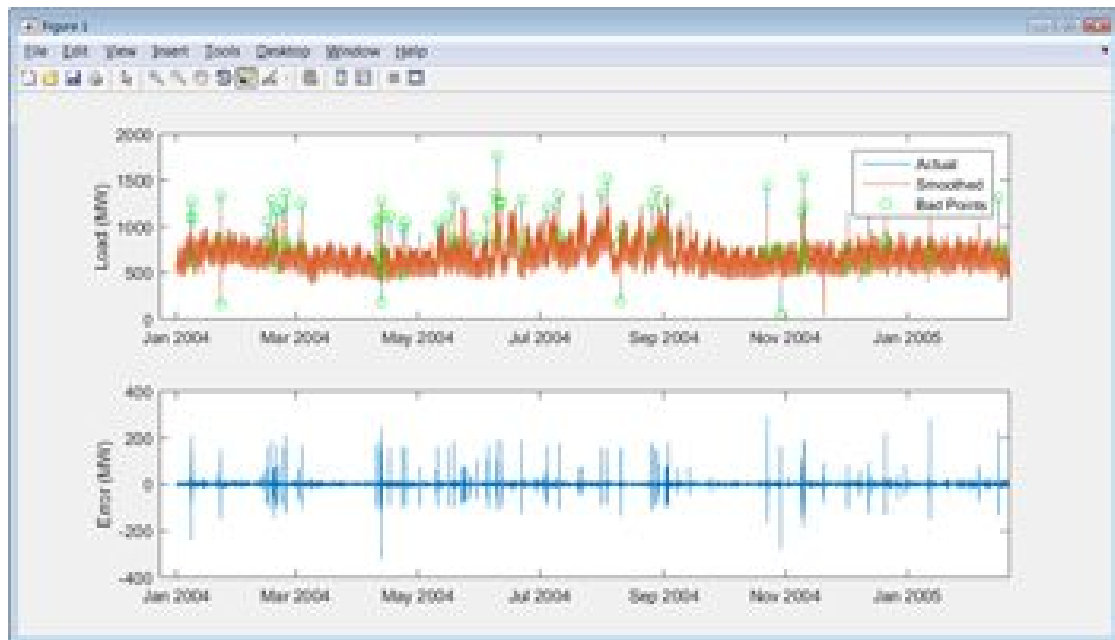 Figure 1
File Edit View Insert Tools Desktop Window Help
2000
1500
1000
500
0
Load (MW)
Actual
Smoothed
Bad Points
Jan 2004 Mar 2004 May 2004 Jul 2004 Sep 2004 Nov 2004 Jan 2005
400
200
0
-200
-400
Error (MW)
Jan 2004 Mar 2004 May 2004 Jul 2004 Sep 2004 Nov 2004 Jan 2005